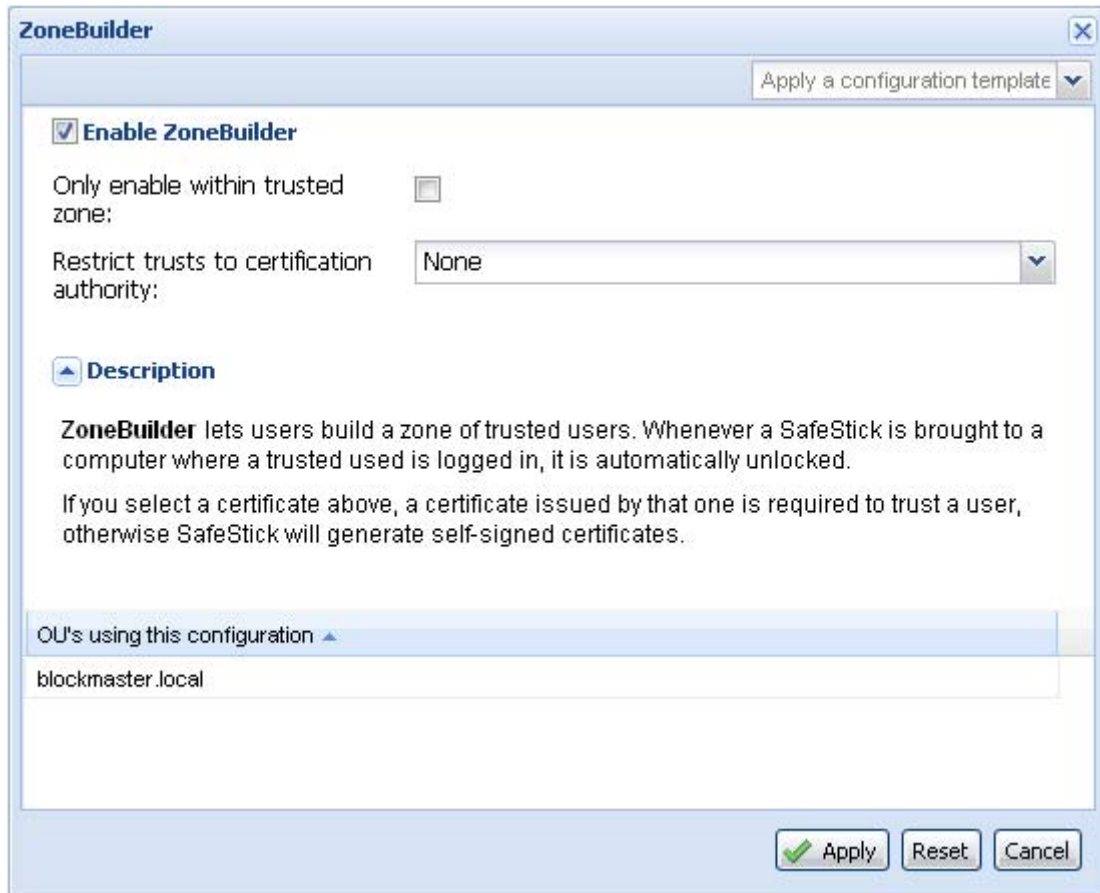 ZoneBuilder
Apply a configuration template
Enable ZoneBuilder
Only enable within trusted
zone:
Restrict trusts to certification
authority:
None
Description
ZoneBuilder lets users build a zone of trusted users. Whenever a SafeStick is brought to a
computer where a trusted used is logged in, it is automatically unlocked.
If you select a certificate above, a certificate issued by that one is required to trust a user,
otherwise SafeStick will generate self-signed certificates.
OU's using this configuration
blockmaster.local
Apply
Reset
Cancel